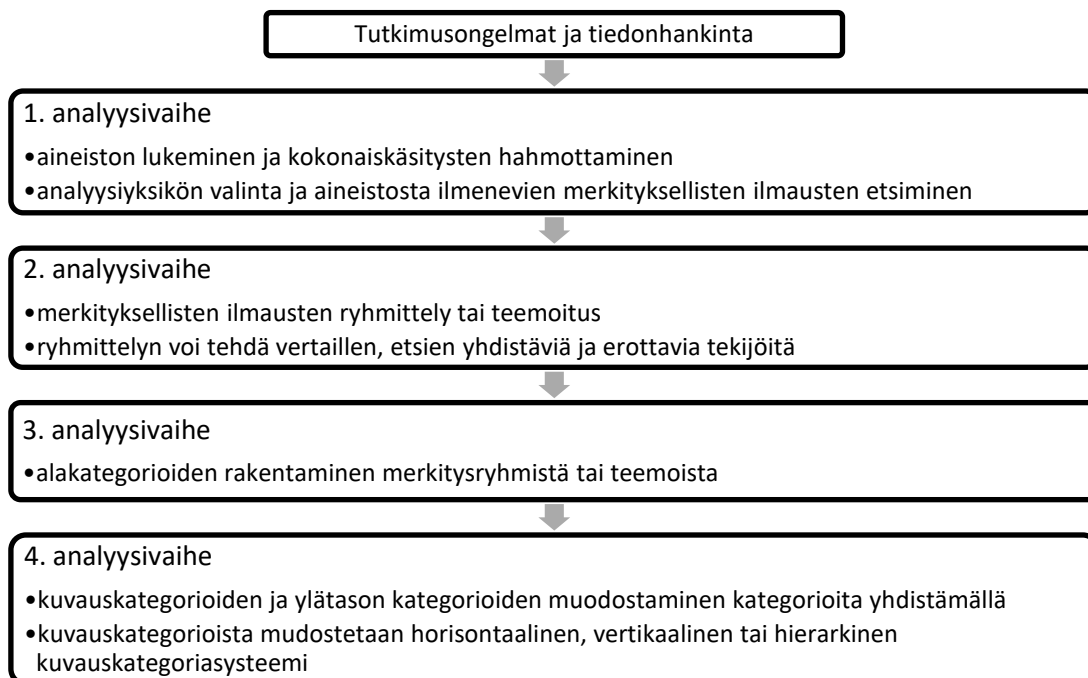 Tutkimusongelmat ja tiedonhankinta
1. analyysivaihe
•aineiston lukeminen ja kokonaiskäsitysten hahmottaminen
•analyysiyksikön valinta ja aineistosta ilmenevien merkityksellisten ilmausten etsiminen
2. analyysivaihe
•merkityksellisten ilmausten ryhmittely tai teemoitus
•ryhmittelyn voi tehdä vertaillen, etsien yhdistäviä ja erottavia tekijöitä
3. analyysivaihe
•alakategorioiden rakentaminen merkitysryhmistä tai teemoista
4. analyysivaihe
•kuvauskategorioiden ja ylätason kategorioiden muodostaminen kategorioita yhdistämällä
•kuvauskategorioista mudostetaan horisontaalinen, vertikaalinen tai hierarkinen
kuvauskategoriasysteemi